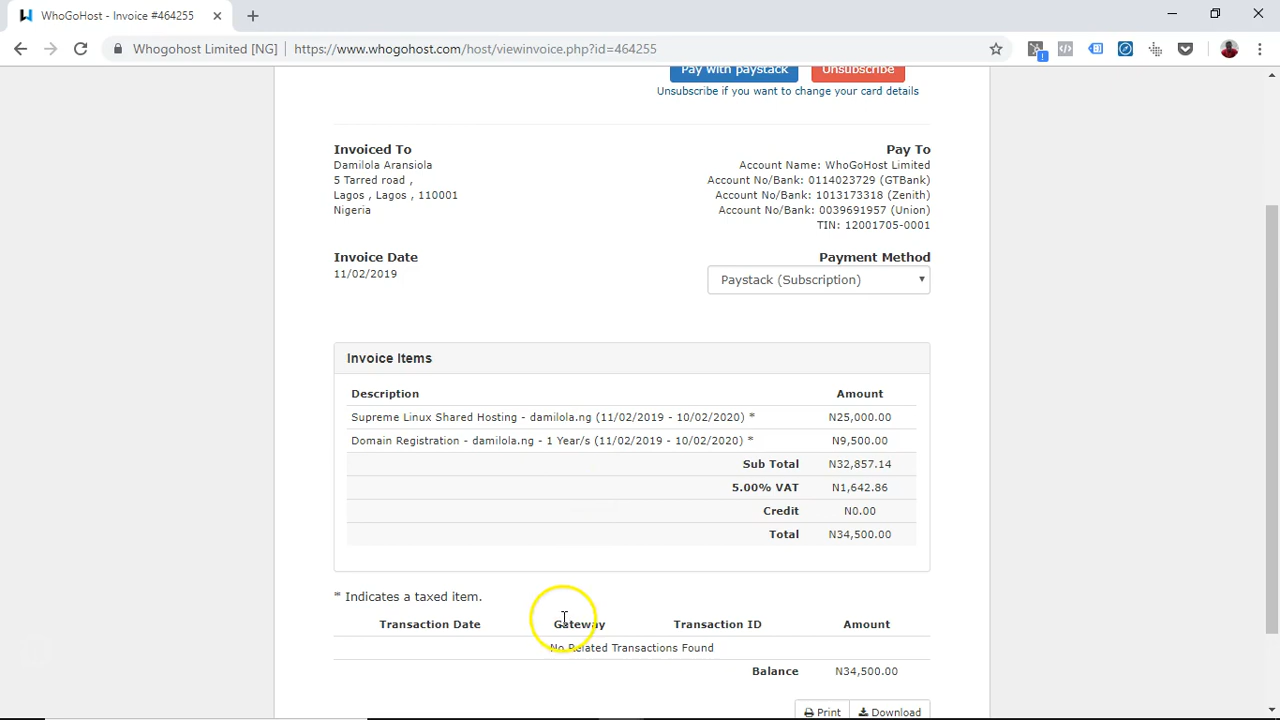 WhoGoHost - Invoice #464255
Whogohost Limited [NG] https://www.whogohost.com/host/viewinvoice.php?id=464255
Pay with paystack Unsubscribe
Unsubscribe if you want to change your card details
Invoiced To
Damilola Aransiola
5 Tarred road ,
Lagos , Lagos , 110001
Nigeria
Pay To
Account Name: WhoGoHost Limited
Account No/Bank: 0114023729 (GTBank)
Account No/Bank: 1013173318 (Zenith)
Account No/Bank: 0039691957 (Union)
TIN: 12001705-0001
Invoice Date
11/02/2019
Payment Method
Paystack (Subscription)
Invoice Items
Description Amount
Supreme Linux Shared Hosting - damilola.ng (11/02/2019 - 10/02/2020) * N25,000.00
Domain Registration - damilola.ng - 1 Year/s (11/02/2019 - 10/02/2020) * N9,500.00
Sub Total N32,857.14
5.00% VAT N1,642.86
Credit N0.00
Total N34,500.00
* Indicates a taxed item.
Transaction Date Gateway Transaction ID Amount
No Related Transactions Found
Balance N34,500.00
Print Download